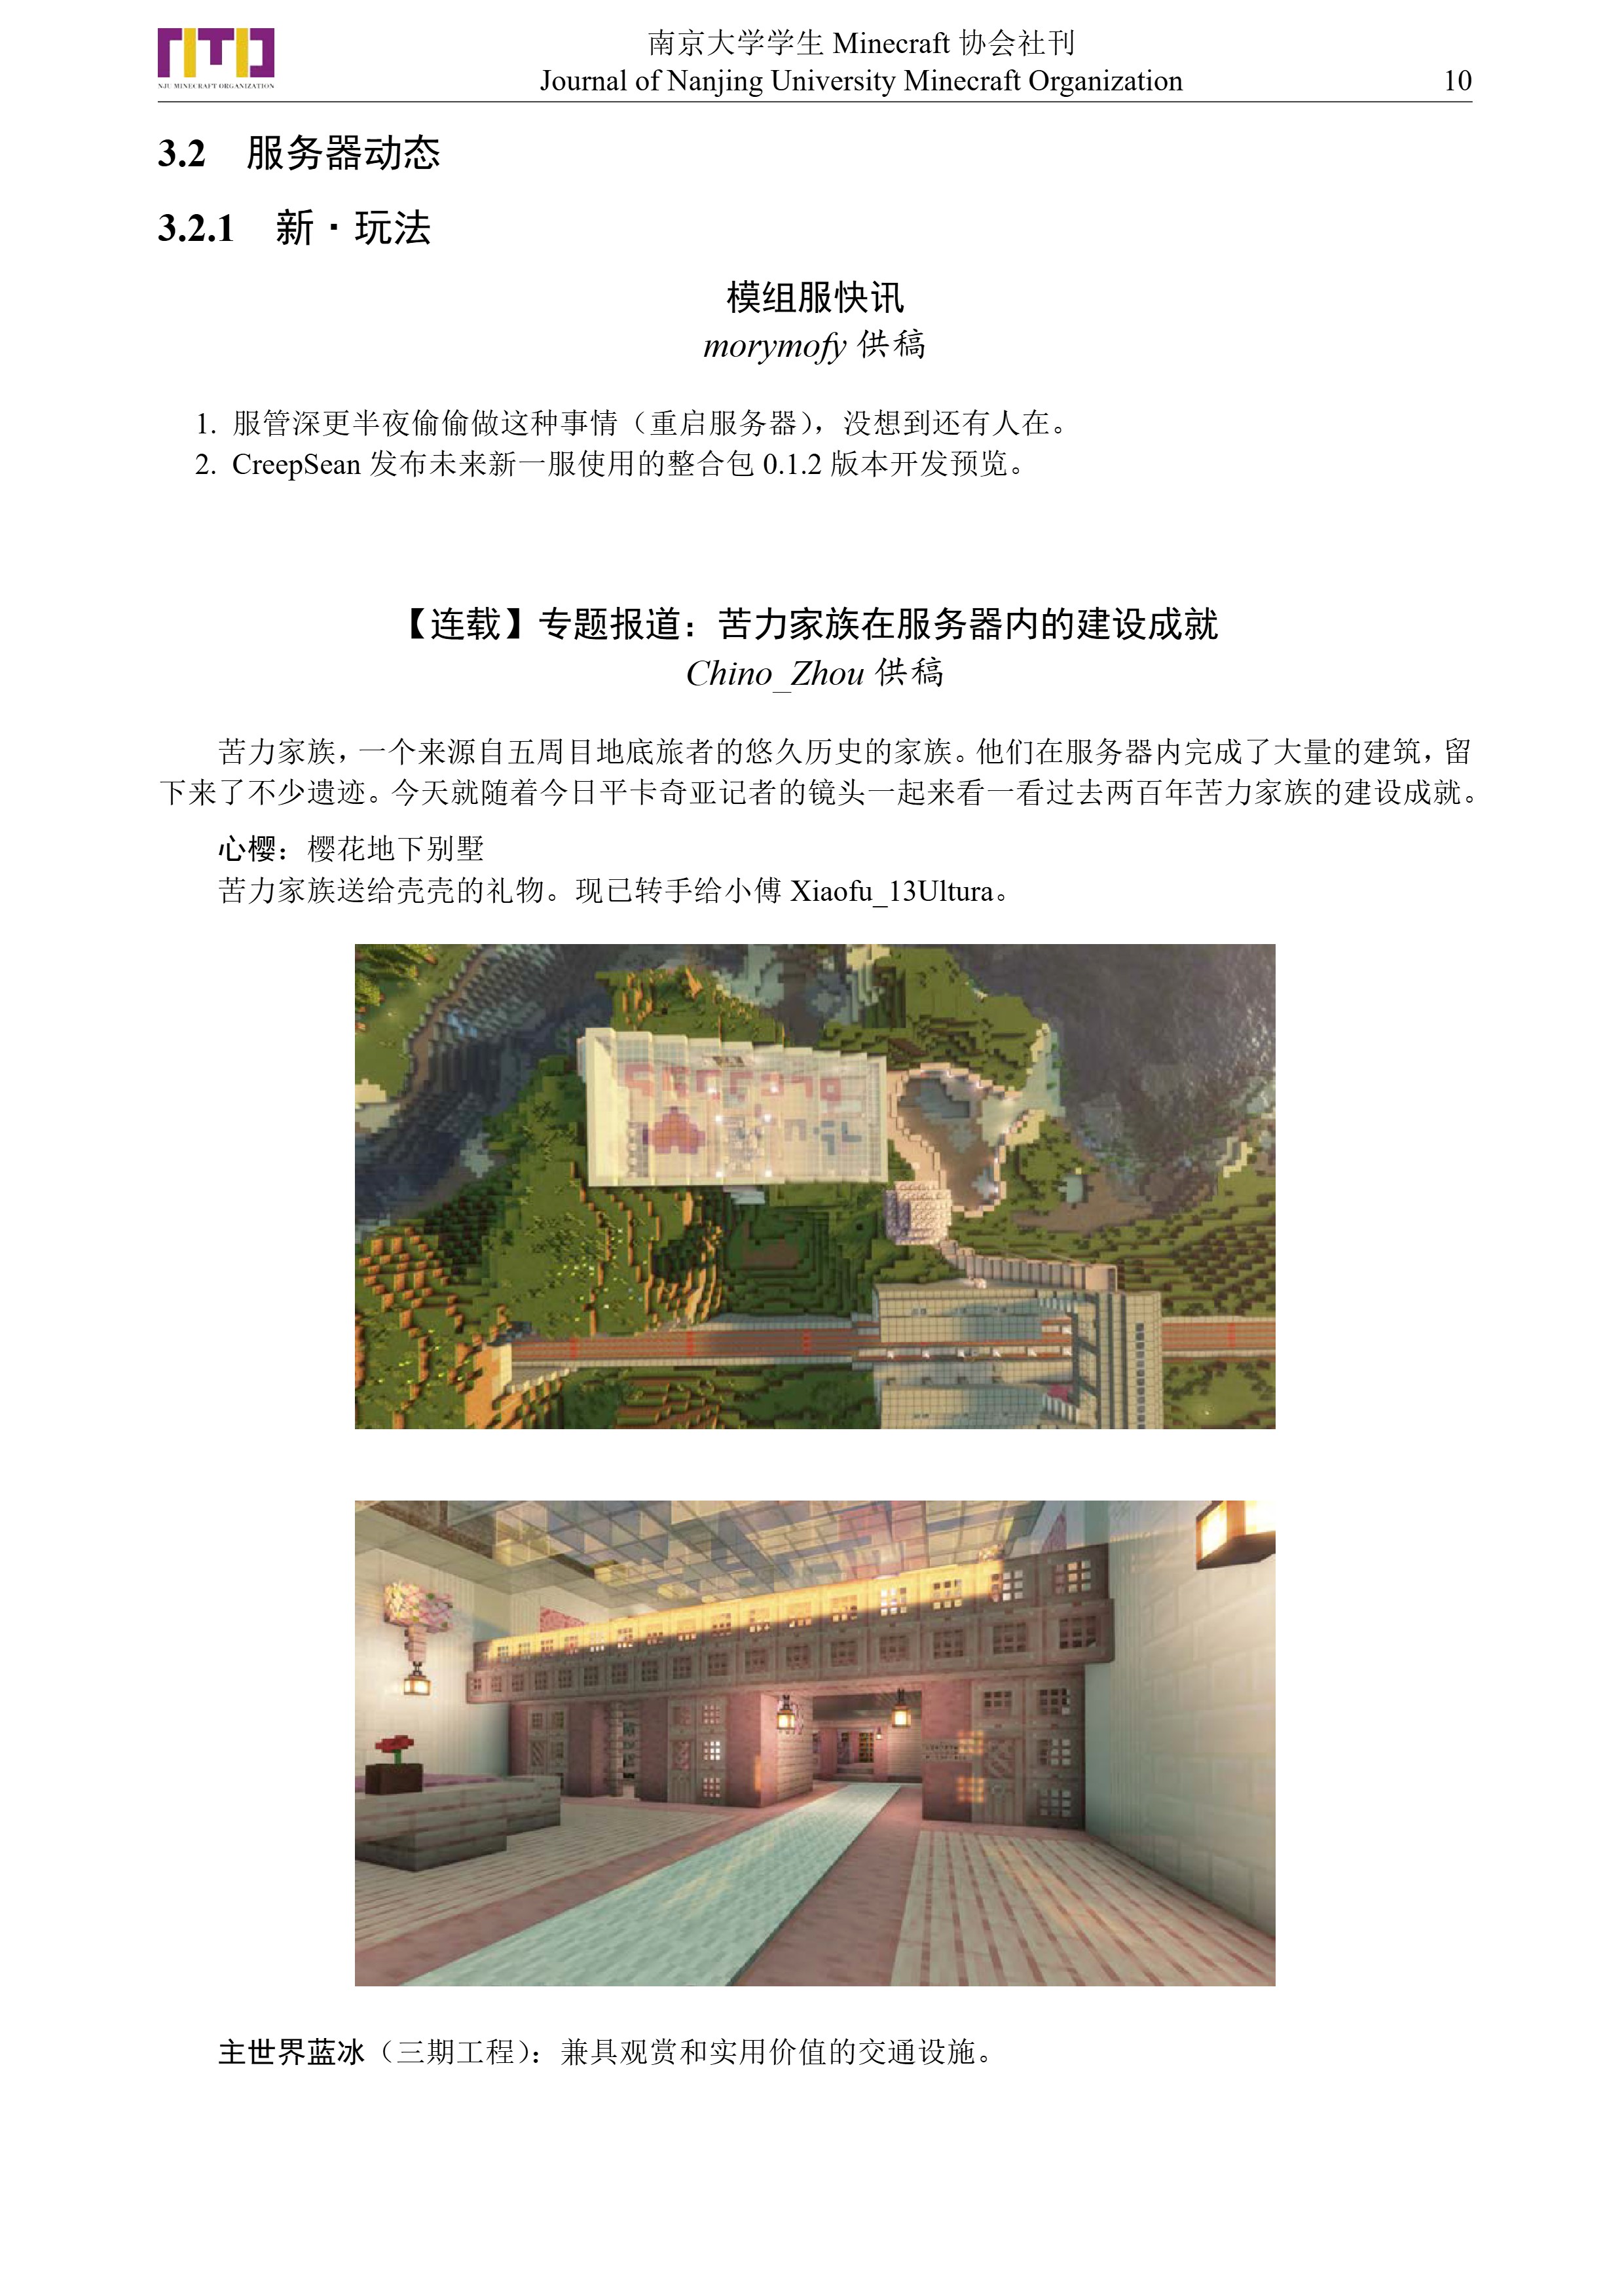 NJU MINECRAFT ORGANIZATION
南京大学学生 Minecraft 协会社刊
Journal of Nanjing University Minecraft Organization
10
3.2 服务器动态
3.2.1 新·玩法
模组服快讯
morymofy 供稿
1. 服管深更半夜偷偷做这种事情（重启服务器），没想到还有人在。
2. CreepSean 发布未来新一服使用的整合包 0.1.2 版本开发预览。
【连载】专题报道：苦力家族在服务器内的建设成就
Chino_Zhou 供稿
苦力家族，一个来源自五周目地底旅者的悠久历史的家族。他们在服务器内完成了大量的建筑，留
下来了不少遗迹。今天就随着今日平卡奇亚记者的镜头一起来看一看过去两百年苦力家族的建设成就。
心樱：樱花地下别墅
苦力家族送给壳壳的礼物。现已转手给小傅 Xiaofu_13Ultura。
主世界蓝冰（三期工程）：兼具观赏和实用价值的交通设施。